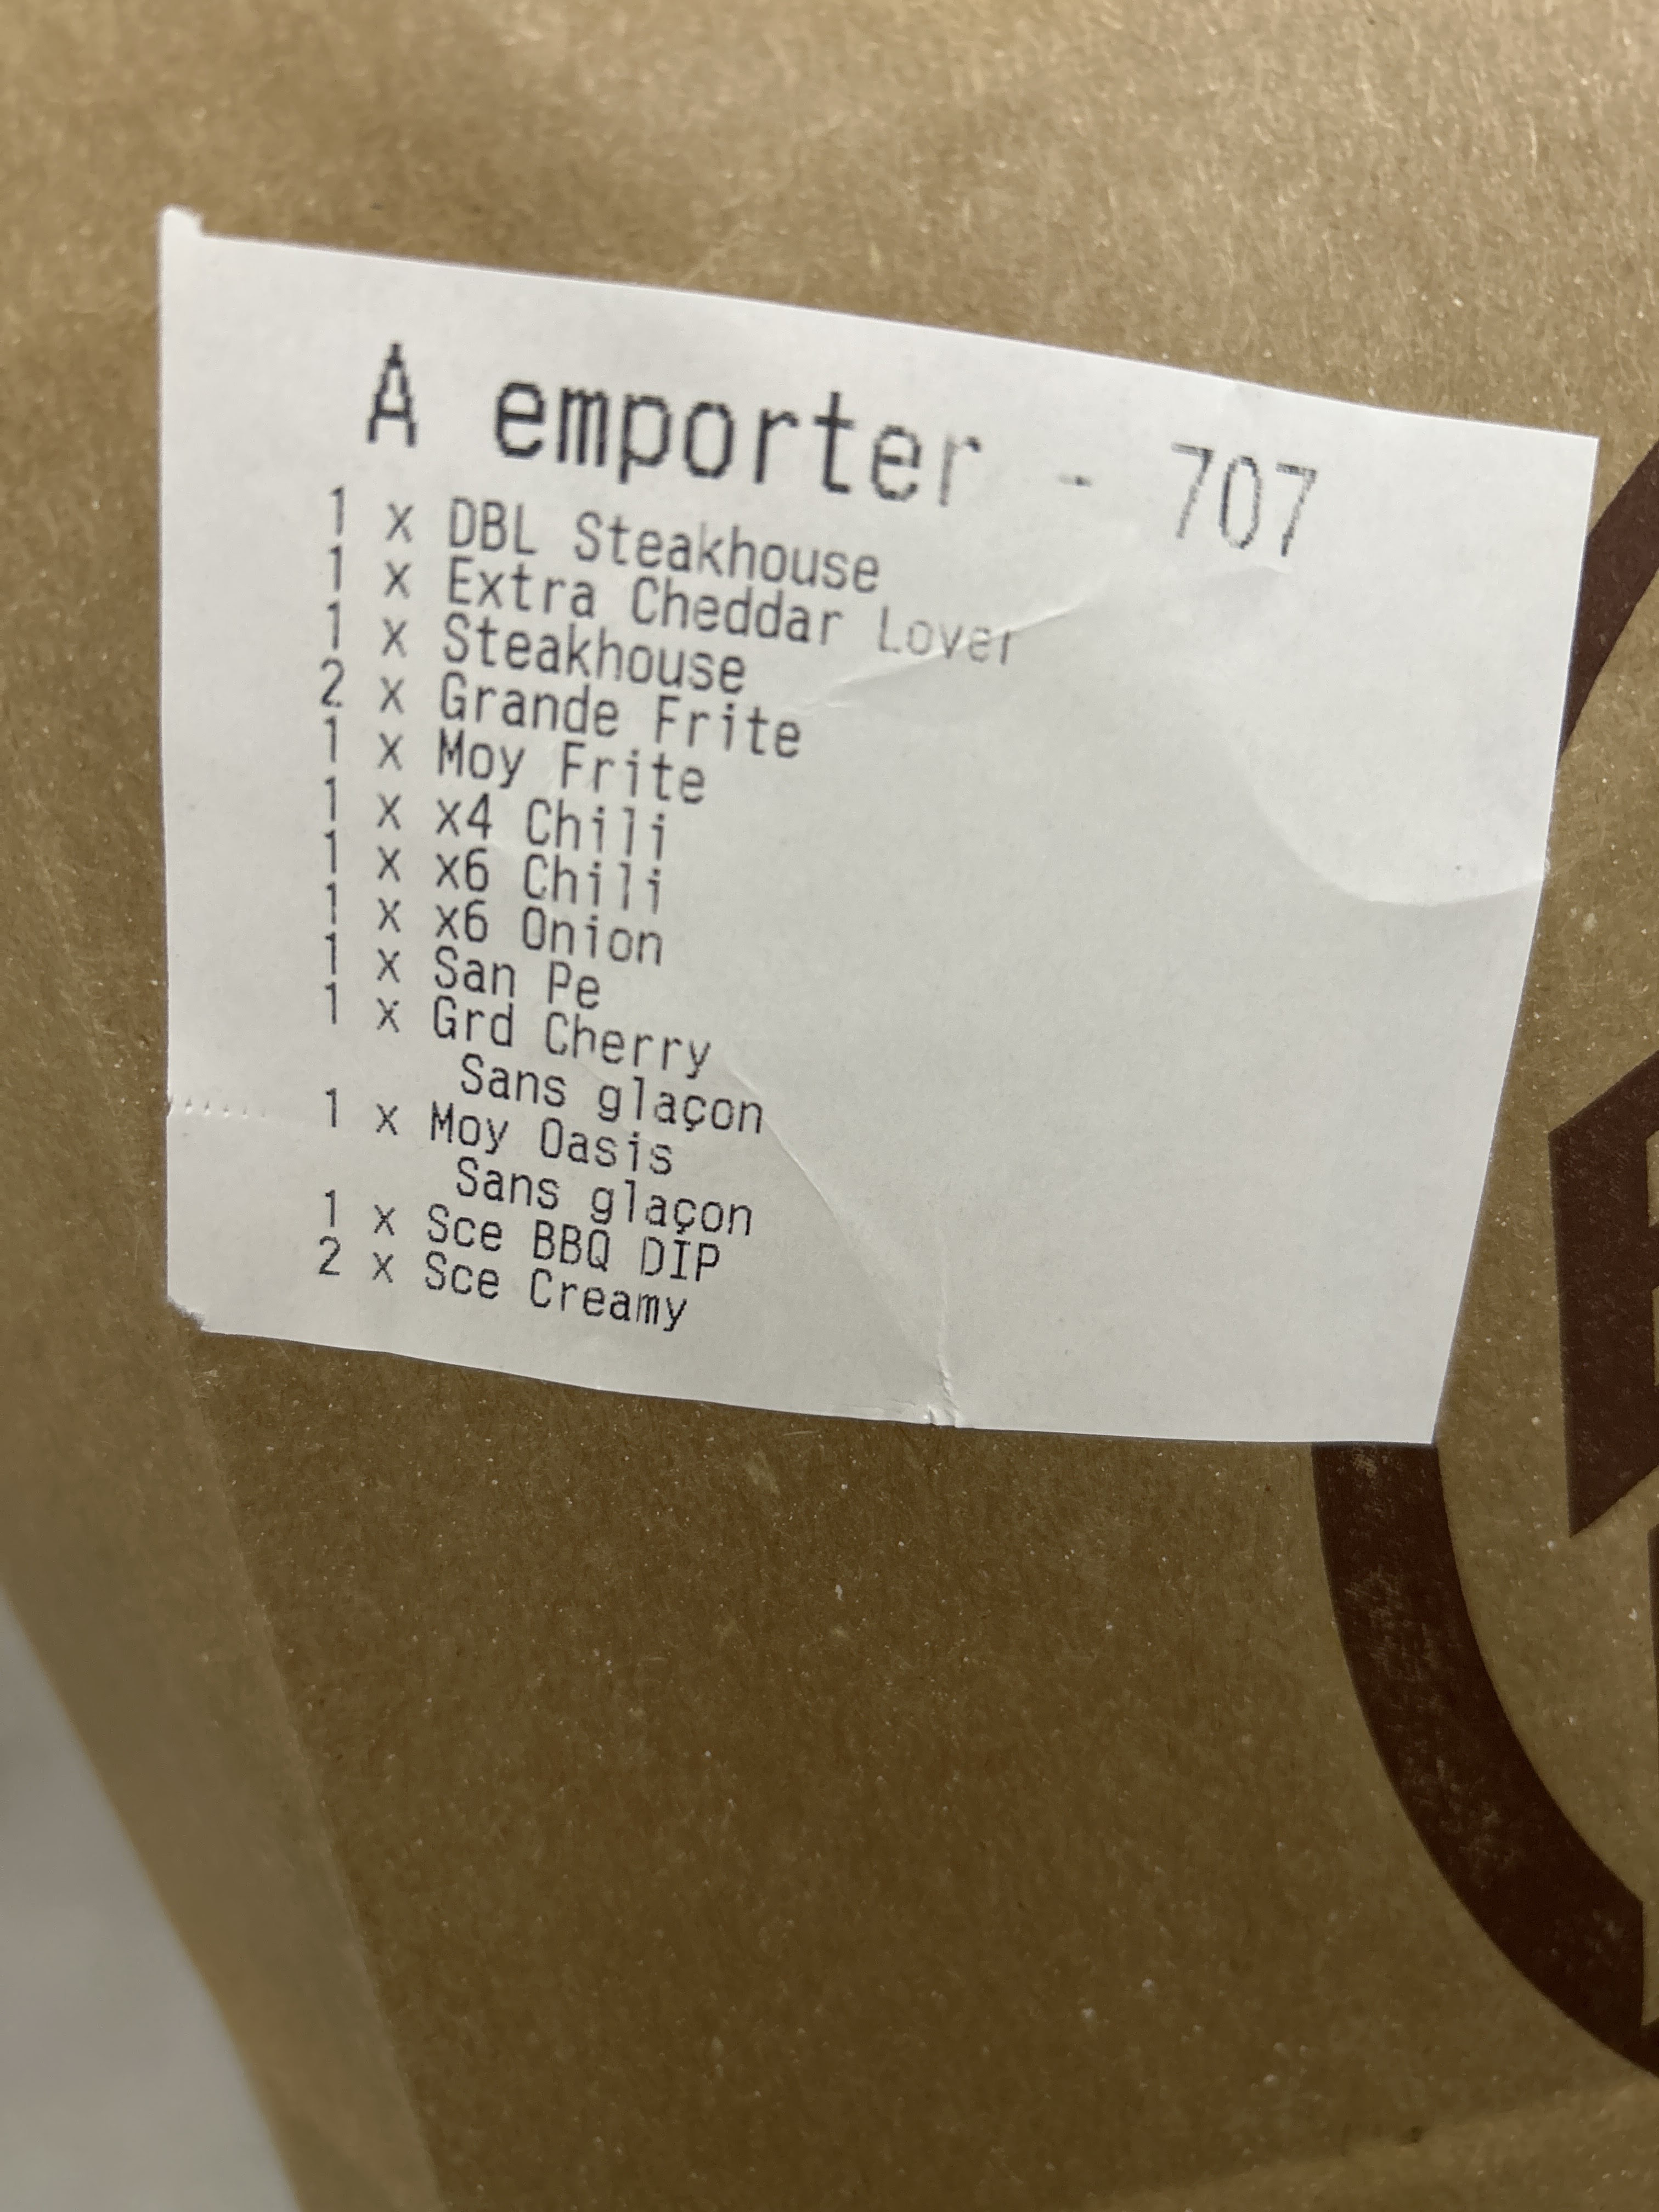 A emporter - 707
1 x DBL Steakhouse
1 x Extra Cheddar Lover
1 x Steakhouse
2 x Grande Frite
1 x Moy Frite
1 x x4 Chili
1 x x6 Chili
1 x x6 Onion
1 x San Pe
1 x Grd Cherry
Sans glaçon
1 x Moy Oasis
Sans glaçon
1 x Sce BBQ DIP
2 x Sce Creamy